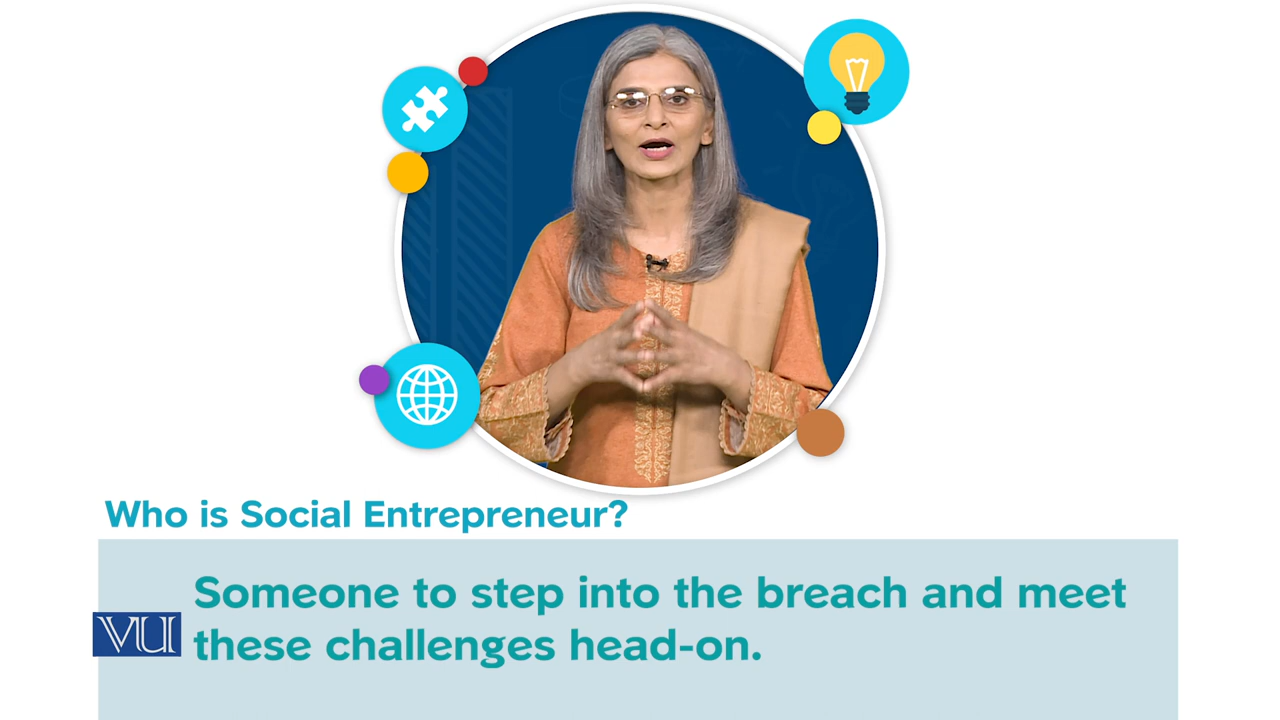 Who is Social Entrepreneur?
Someone to step into the breach and meet
these challenges head-on.
VU